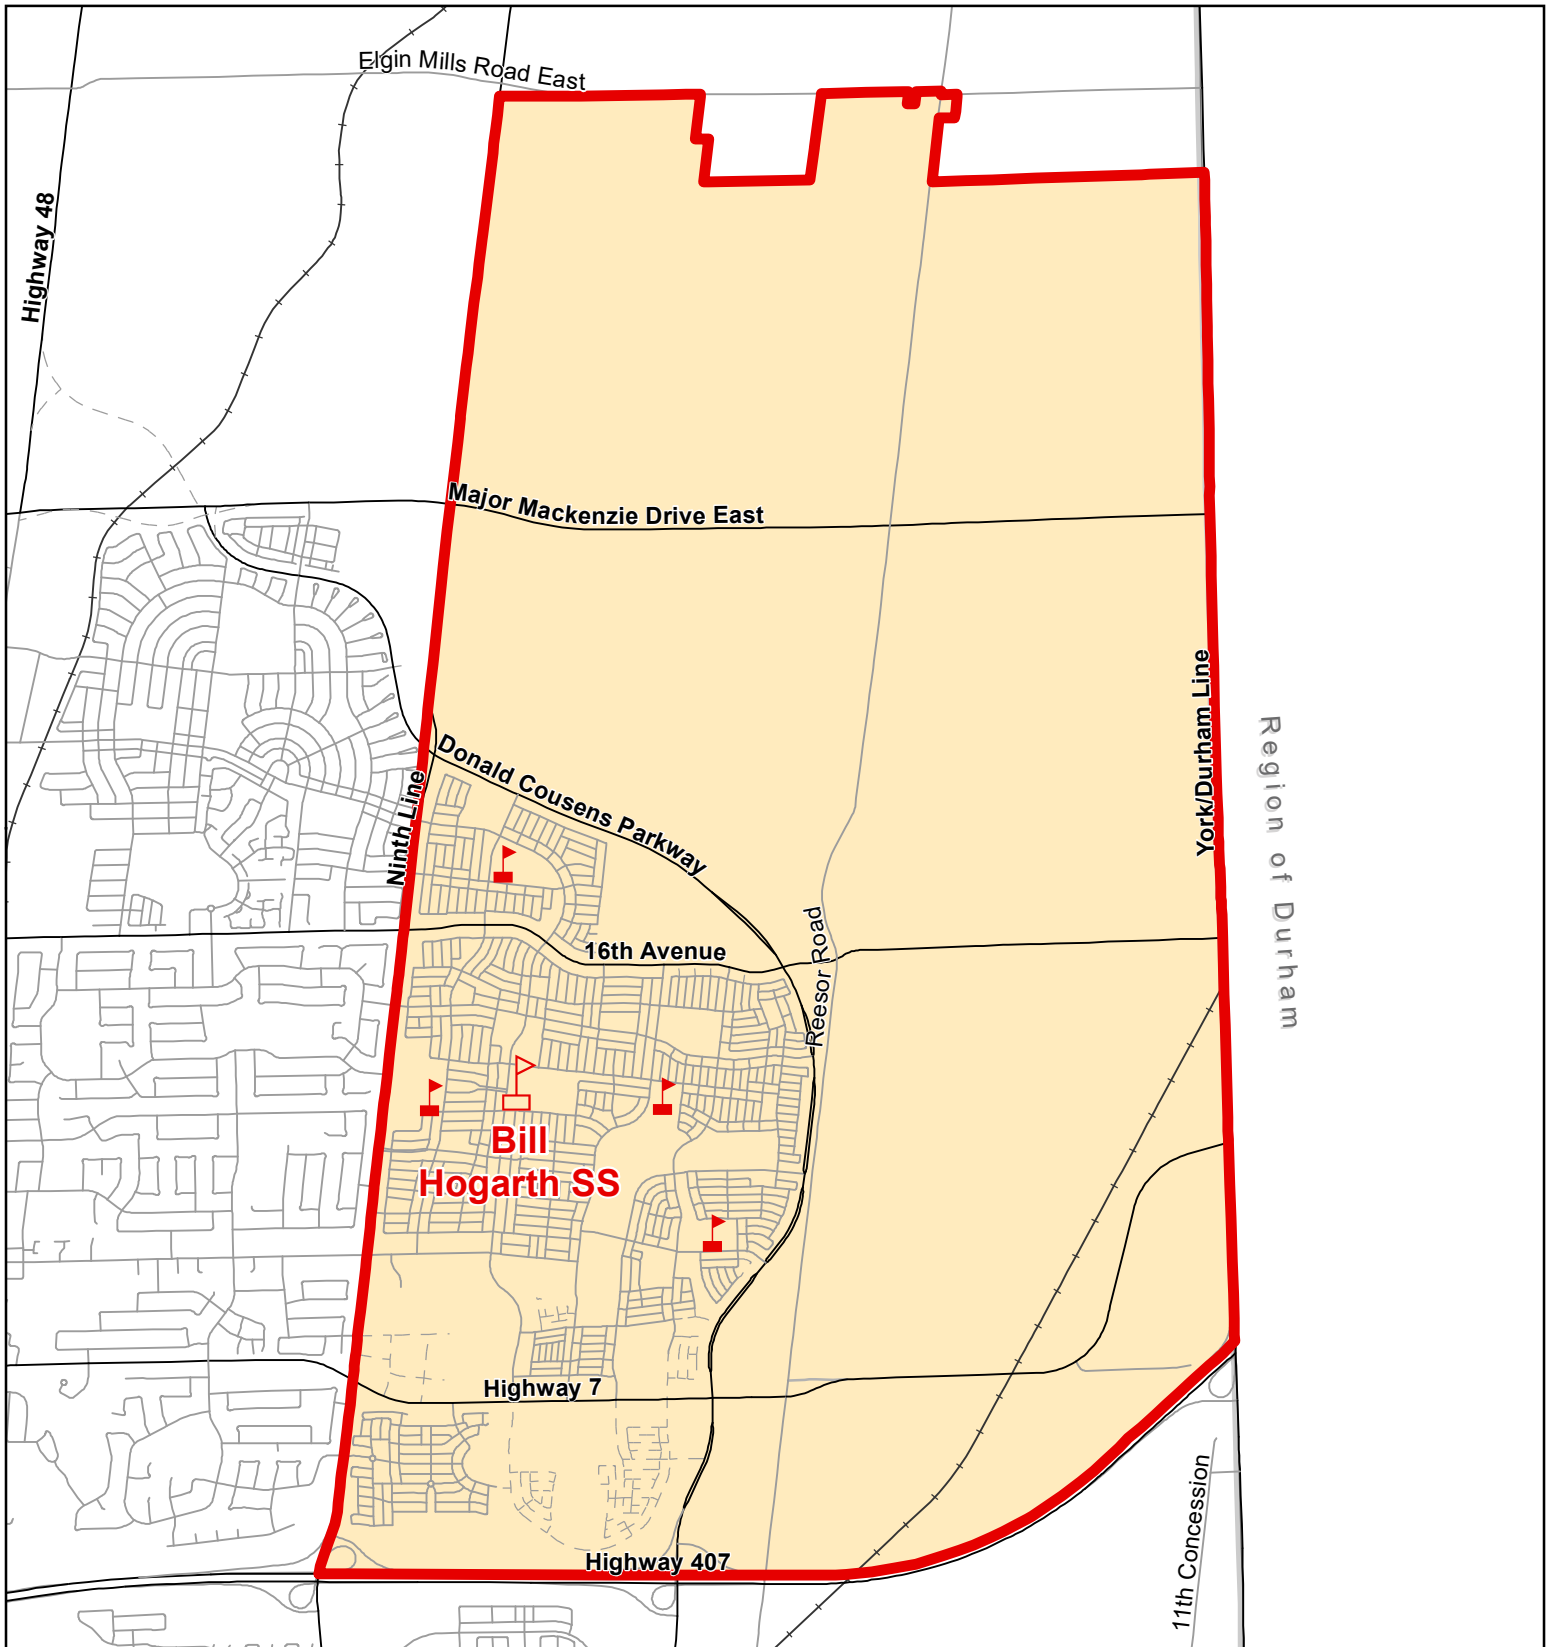 Elgin Mills Road East
Highway 48
Major Mackenzie Drive East
York/Durham Line
Region of Durham
Donald Cousens Parkway
Ninth Line
16th Avenue
Reesor Road
Bill
Hogarth SS
Highway 7
11th Concession
Highway 407